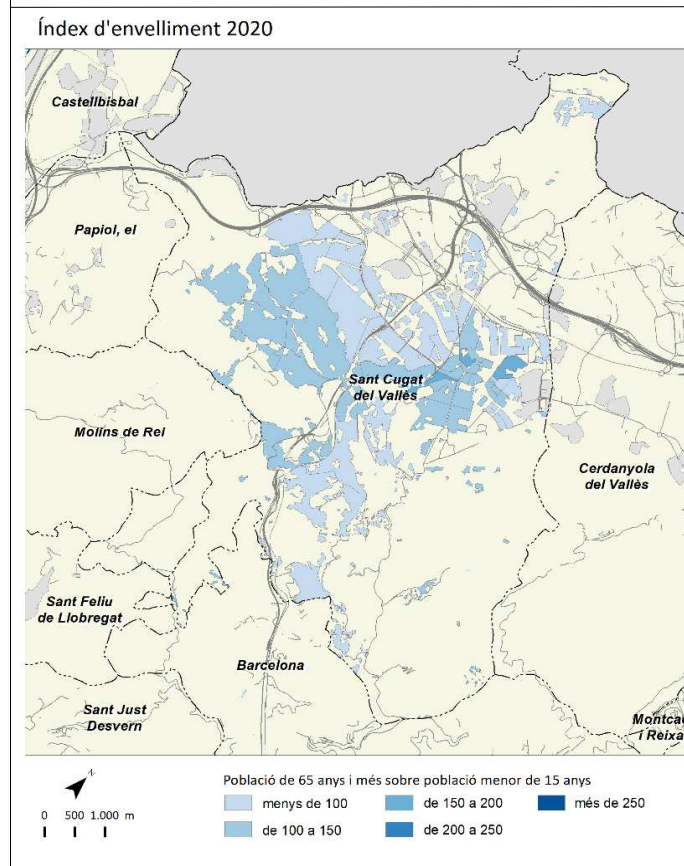 Índex d'envelliment 2020
Castellbisbal
Papiol, el
Sant Cugat
del Vallès
Molins de Rei
Cerdanyola
del Vallès
Sant Feliu
de Llobregat
Barcelona
Sant Just
Desvern
Montca
i Reixa
N
0 500 1.000 m
Població de 65 anys i més sobre població menor de 15 anys
menys de 100
de 150 a 200
més de 250
de 100 a 150
de 200 a 250